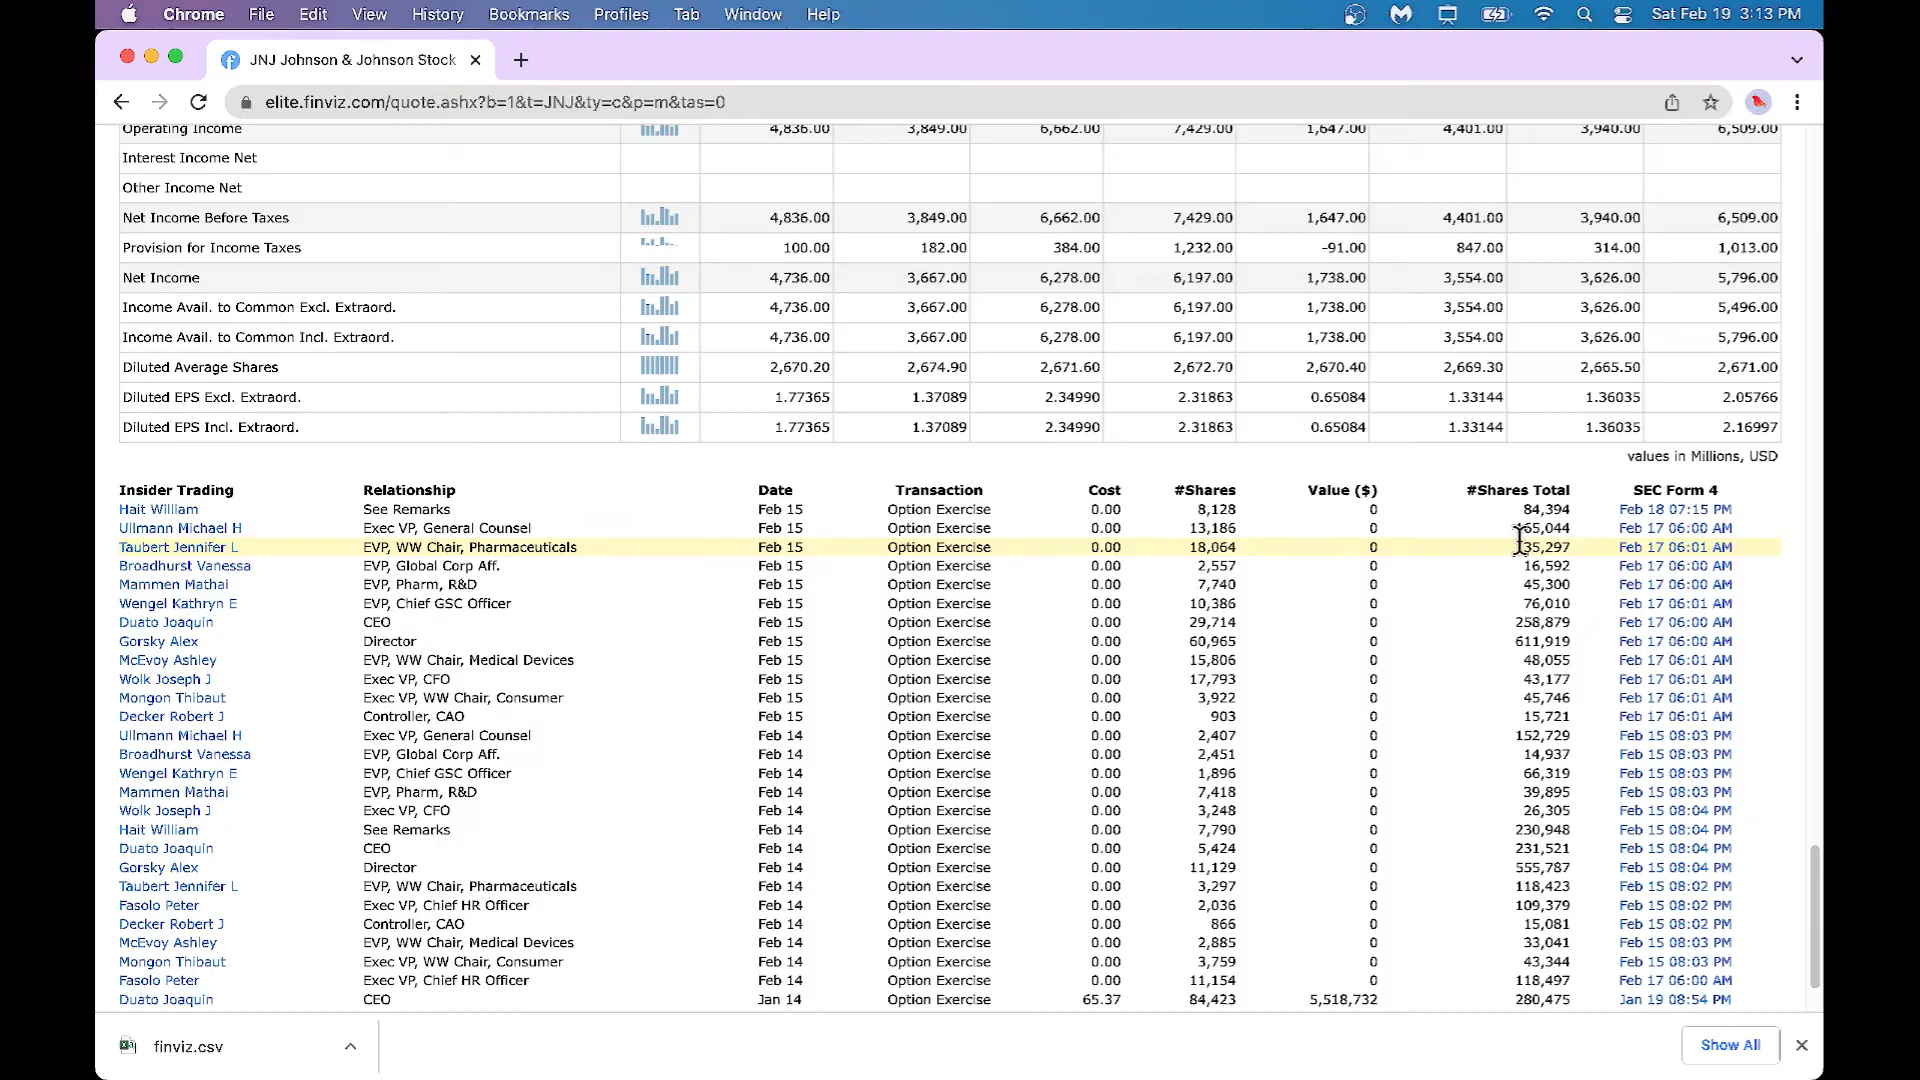 Chrome File Edit View History Bookmarks Profiles Tab Window Help Sat Feb 19 3:13 PM
JNJ Johnson & Johnson Stock
elite.finviz.com/quote.ashx?b=1&t=JNJ&ty=c&p=m&tas=0
Operating Income 4,836.00 3,849.00 6,662.00 7,429.00 1,647.00 4,401.00 3,940.00 6,509.00
Interest Income Net
Other Income Net
Net Income Before Taxes 4,836.00 3,849.00 6,662.00 7,429.00 1,647.00 4,401.00 3,940.00 6,509.00
Provision for Income Taxes 100.00 182.00 384.00 1,232.00 -91.00 847.00 314.00 1,013.00
Net Income 4,736.00 3,667.00 6,278.00 6,197.00 1,738.00 3,554.00 3,626.00 5,796.00
Income Avail. to Common Excl. Extraord. 4,736.00 3,667.00 6,278.00 6,197.00 1,738.00 3,554.00 3,626.00 5,496.00
Income Avail. to Common Incl. Extraord. 4,736.00 3,667.00 6,278.00 6,197.00 1,738.00 3,554.00 3,626.00 5,796.00
Diluted Average Shares 2,670.20 2,674.90 2,671.60 2,672.70 2,670.40 2,669.30 2,665.50 2,671.00
Diluted EPS Excl. Extraord. 1.77365 1.37089 2.34990 2.31863 0.65084 1.33144 1.36035 2.05766
Diluted EPS Incl. Extraord. 1.77365 1.37089 2.34990 2.31863 0.65084 1.33144 1.36035 2.16997
values in Millions, USD
Insider Trading Relationship Date Transaction Cost #Shares Value ($) #Shares Total SEC Form 4
Hait William See Remarks Feb 15 Option Exercise 0.00 8,128 0 84,394 Feb 18 07:15 PM
Ullmann Michael H Exec VP, General Counsel Feb 15 Option Exercise 0.00 13,186 0 Feb 17 06:00 AM
Taubert Jennifer L EVP, WW Chair, Pharmaceuticals Feb 15 Option Exercise 0.00 18,064 0 Feb 17 06:01 AM
Broadhurst Vanessa EVP, Global Corp Aff. Feb 15 Option Exercise 0.00 2,557 0 16,592 Feb 17 06:00 AM
Mammen Mathai EVP, Pharm, R&D Feb 15 Option Exercise 0.00 7,740 0 45,300 Feb 17 06:01 AM
Wengel Kathryn E EVP, Chief GSC Officer Feb 15 Option Exercise 0.00 10,386 0 76,010 Feb 17 06:01 AM
Duato Joaquin CEO Feb 15 Option Exercise 0.00 29,714 0 258,879 Feb 17 06:00 AM
Gorsky Alex Director Feb 15 Option Exercise 0.00 60,965 0 611,919 Feb 17 06:00 AM
McEvoy Ashley EVP, WW Chair, Medical Devices Feb 15 Option Exercise 0.00 15,806 0 48,055 Feb 17 06:01 AM
Wolk Joseph J Exec VP, CFO Feb 15 Option Exercise 0.00 17,793 0 43,177 Feb 17 06:01 AM
Mongon Thibaut Exec VP, WW Chair, Consumer Feb 15 Option Exercise 0.00 3,922 0 45,746 Feb 17 06:01 AM
Decker Robert J Controller, CAO Feb 15 Option Exercise 0.00 903 0 15,721 Feb 17 06:01 AM
Ullmann Michael H Exec VP, General Counsel Feb 14 Option Exercise 0.00 2,407 0 152,729 Feb 15 08:03 PM
Broadhurst Vanessa EVP, Global Corp Aff. Feb 14 Option Exercise 0.00 2,451 0 14,937 Feb 15 08:03 PM
Wengel Kathryn E EVP, Chief GSC Officer Feb 14 Option Exercise 0.00 1,896 0 66,319 Feb 15 08:03 PM
Mammen Mathai EVP, Pharm, R&D Feb 14 Option Exercise 0.00 7,418 0 39,895 Feb 15 08:03 PM
Wolk Joseph J Exec VP, CFO Feb 14 Option Exercise 0.00 3,248 0 26,305 Feb 15 08:04 PM
Hait William See Remarks Feb 14 Option Exercise 0.00 7,790 0 230,948 Feb 15 08:04 PM
Duato Joaquin CEO Feb 14 Option Exercise 0.00 5,424 0 231,521 Feb 15 08:04 PM
Gorsky Alex Director Feb 14 Option Exercise 0.00 11,129 0 555,787 Feb 15 08:04 PM
Taubert Jennifer L EVP, WW Chair, Pharmaceuticals Feb 14 Option Exercise 0.00 3,297 0 118,423 Feb 15 08:02 PM
Fasolo Peter Exec VP, Chief HR Officer Feb 14 Option Exercise 0.00 2,036 0 109,379 Feb 15 08:02 PM
Decker Robert J Controller, CAO Feb 14 Option Exercise 0.00 866 0 15,081 Feb 15 08:02 PM
McEvoy Ashley EVP, WW Chair, Medical Devices Feb 14 Option Exercise 0.00 2,885 0 33,041 Feb 15 08:03 PM
Mongon Thibaut Exec VP, WW Chair, Consumer Feb 14 Option Exercise 0.00 3,759 0 43,344 Feb 15 08:03 PM
Fasolo Peter Exec VP, Chief HR Officer Feb 14 Option Exercise 0.00 11,154 0 118,497 Feb 17 06:00 AM
Duato Joaquin CEO Jan 14 Option Exercise 65.37 84,423 5,518,732 280,475 Jan 19 08:54 PM
finviz.csv Show All